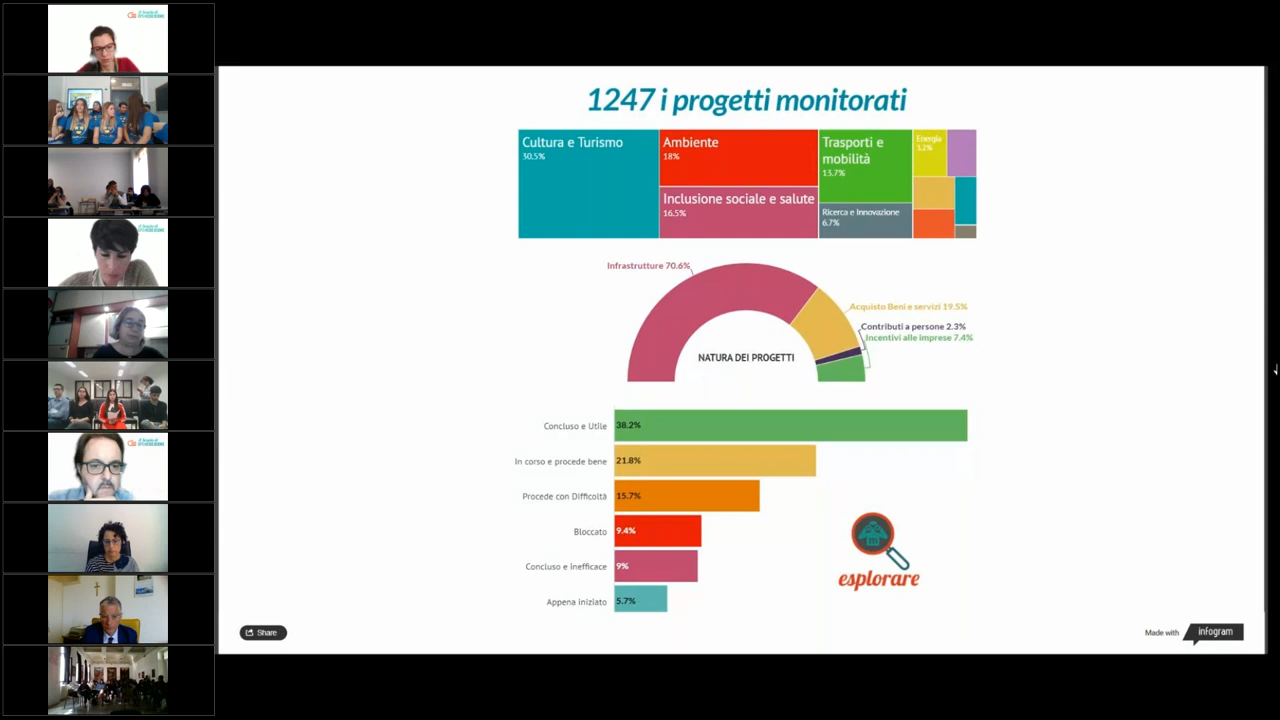 1247 i progetti monitorati
Cultura e Turismo
30.5%
Ambiente
18%
Inclusione sociale e salute
16.5%
Trasporti e
mobilità
13.7%
Ricerca e Innovazione
6.7%
Energia
3.2%
Infrastrutture 70.6%
Acquisto Beni e servizi 19.5%
Contributi a persone 2.3%
Incentivi alle imprese 7.4%
NATURA DEI PROGETTI
Concluso e Utile
38.2%
In corso e procede bene
21.8%
Procede con Difficoltà
15.7%
Bloccato
9.4%
Concluso e inefficace
9%
Appena iniziato
5.7%
esplorare
Share
Made with
infogram